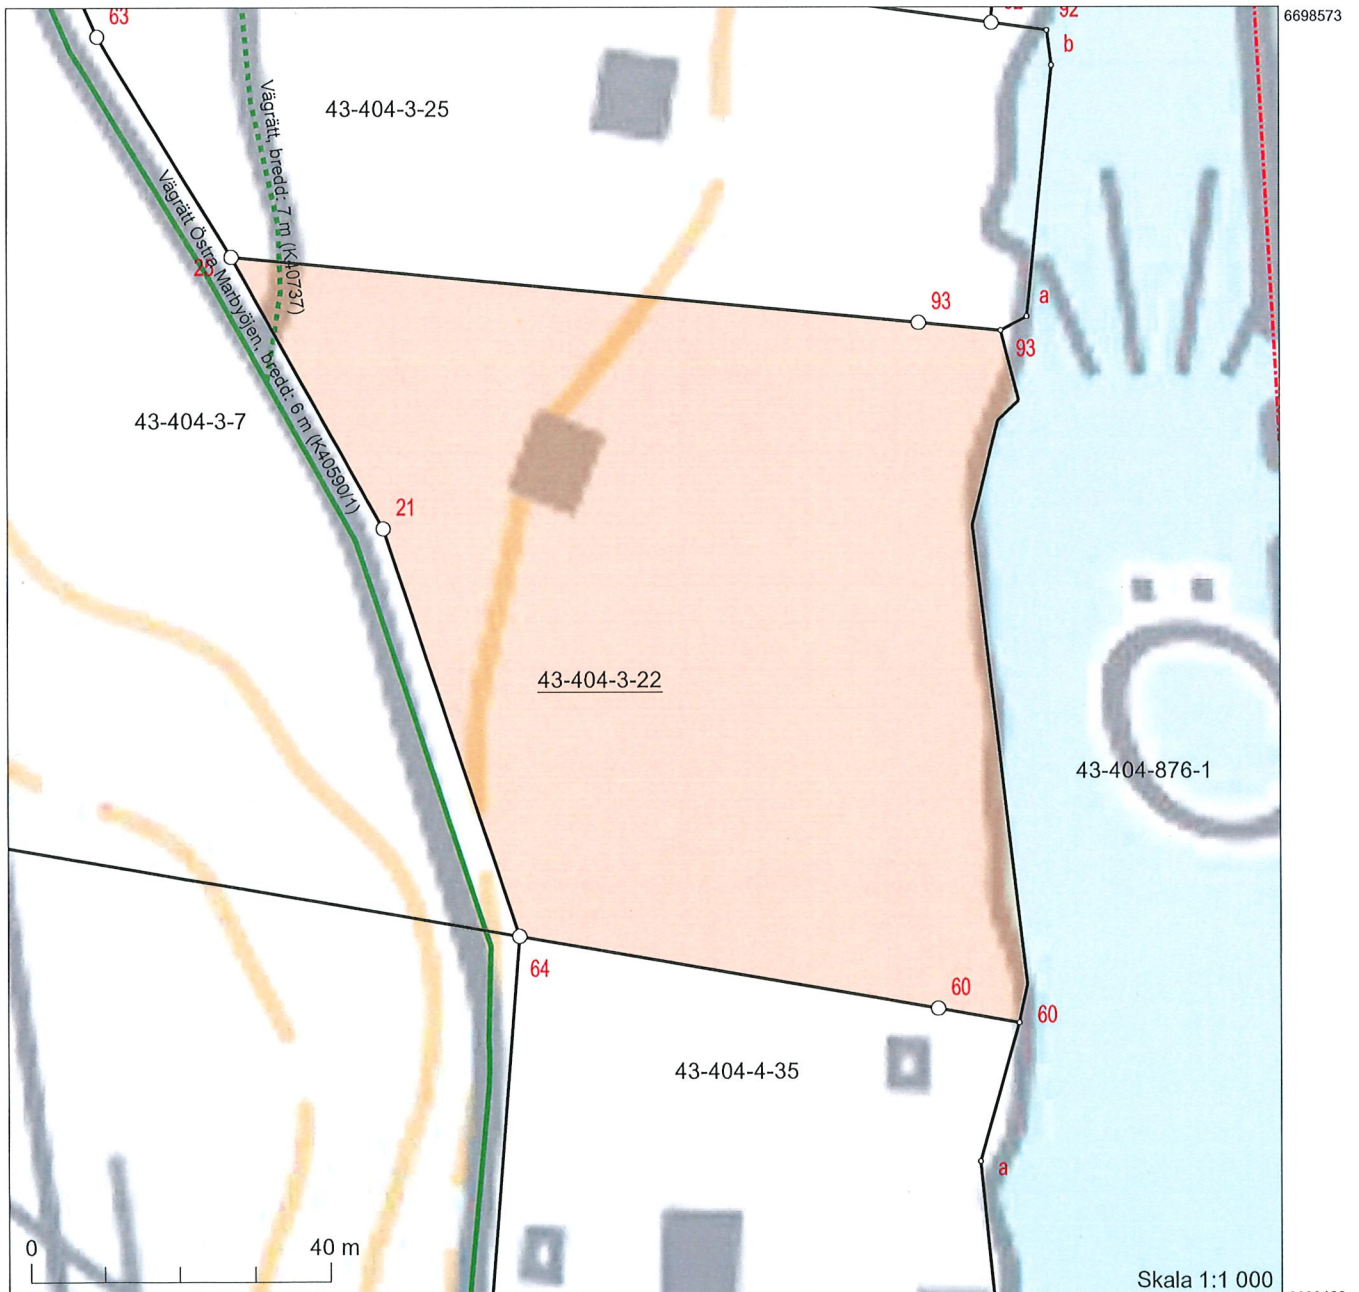 63
92
6698573
b
43-404-3-25
Vägrätt, bredd: 7 m (K40737)
Vägrätt Östra Marbyöjen, bredd: 6 m (K40590/1)
25
93
a
93
43-404-3-7
21
43-404-3-22
43-404-876-1
64
60
60
43-404-4-35
a
0
40 m
Skala 1:1 000